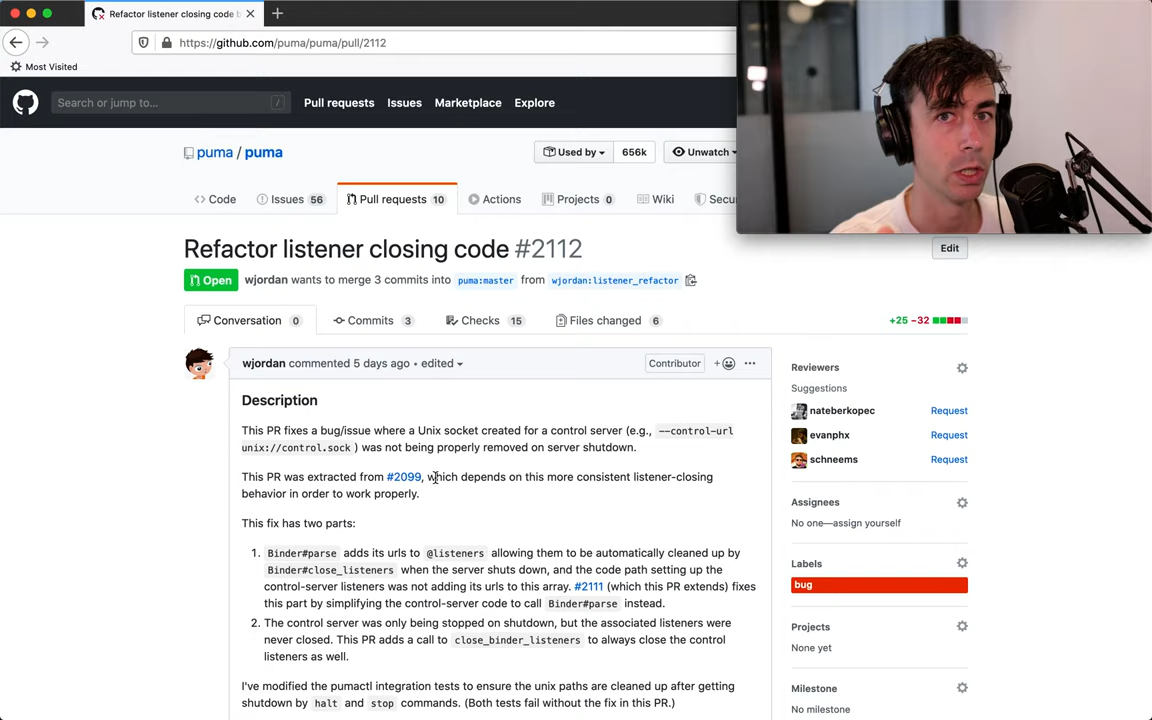 Refactor listener closing code b
https://github.com/puma/puma/pull/2112
Most Visited
Search or jump to...
/
Pull requests
Issues
Marketplace
Explore
puma / puma
Used by
656k
Unwatch
Code
Issues 56
Pull requests 10
Actions
Projects 0
Wiki
Secu
Refactor listener closing code #2112
Edit
Open
wjordan wants to merge 3 commits into puma:master from wjordan:listener_refactor
Conversation 0
Commits 3
Checks 15
Files changed 6
+25 −32
wjordan commented 5 days ago • edited
Contributor
Description
This PR fixes a bug/issue where a Unix socket created for a control server (e.g., --control-url
unix://control.sock ) was not being properly removed on server shutdown.
This PR was extracted from #2099, which depends on this more consistent listener-closing
behavior in order to work properly.
This fix has two parts:
1. Binder#parse adds its urls to @listeners allowing them to be automatically cleaned up by
Binder#close_listeners when the server shuts down, and the code path setting up the
control-server listeners was not adding its urls to this array. #2111 (which this PR extends) fixes
this part by simplifying the control-server code to call Binder#parse instead.
2. The control server was only being stopped on shutdown, but the associated listeners were
never closed. This PR adds a call to close_binder_listeners to always close the control
listeners as well.
I've modified the pumactl integration tests to ensure the unix paths are cleaned up after getting
shutdown by halt and stop commands. (Both tests fail without the fix in this PR.)
Reviewers
Suggestions
nateberkopec Request
evanphx Request
schneems Request
Assignees
No one—assign yourself
Labels
bug
Projects
None yet
Milestone
No milestone